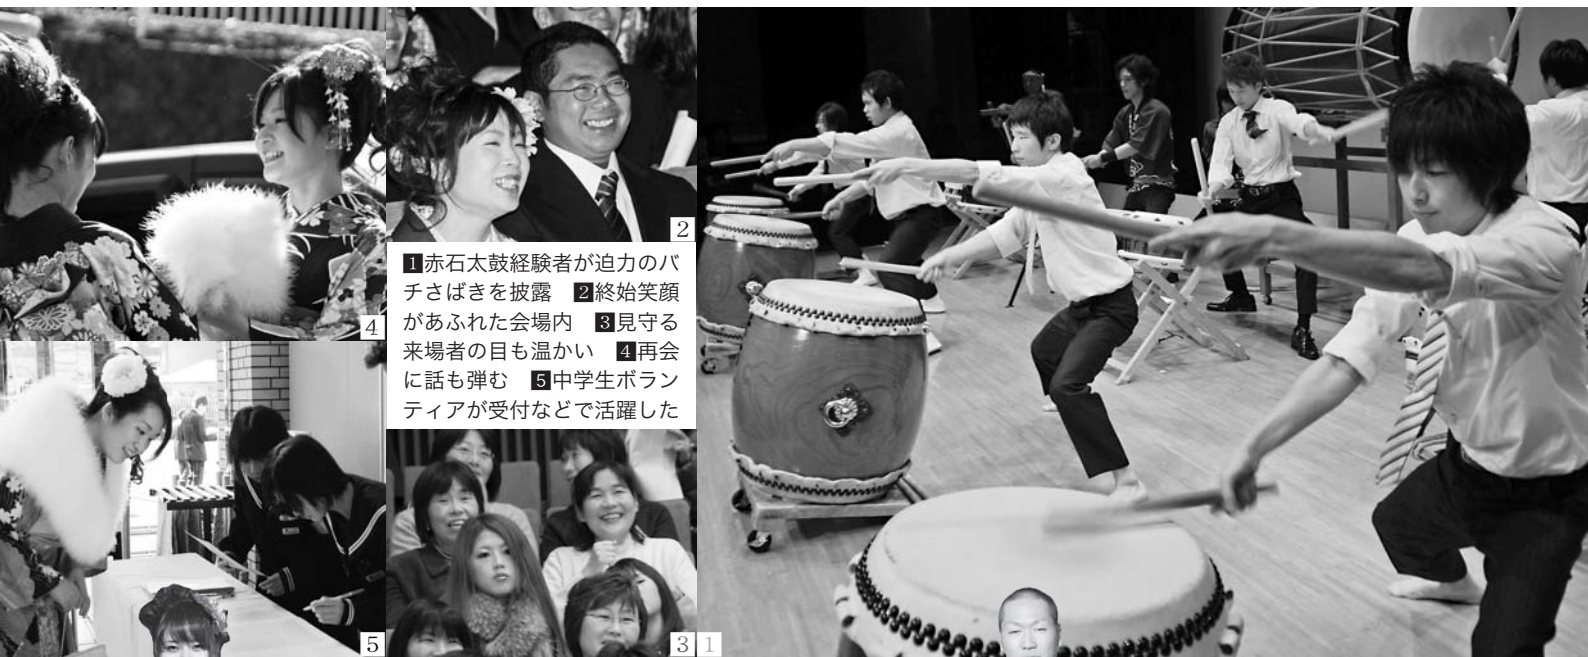 1赤石太鼓経験者が迫力のバ
チさばきを披露　2終始笑顔
があふれた会場内　3見守る
来場者の目も温かい　4再会
に話も弾む　5中学生ボラン
ティアが受付などで活躍した
4
2
5
3
1